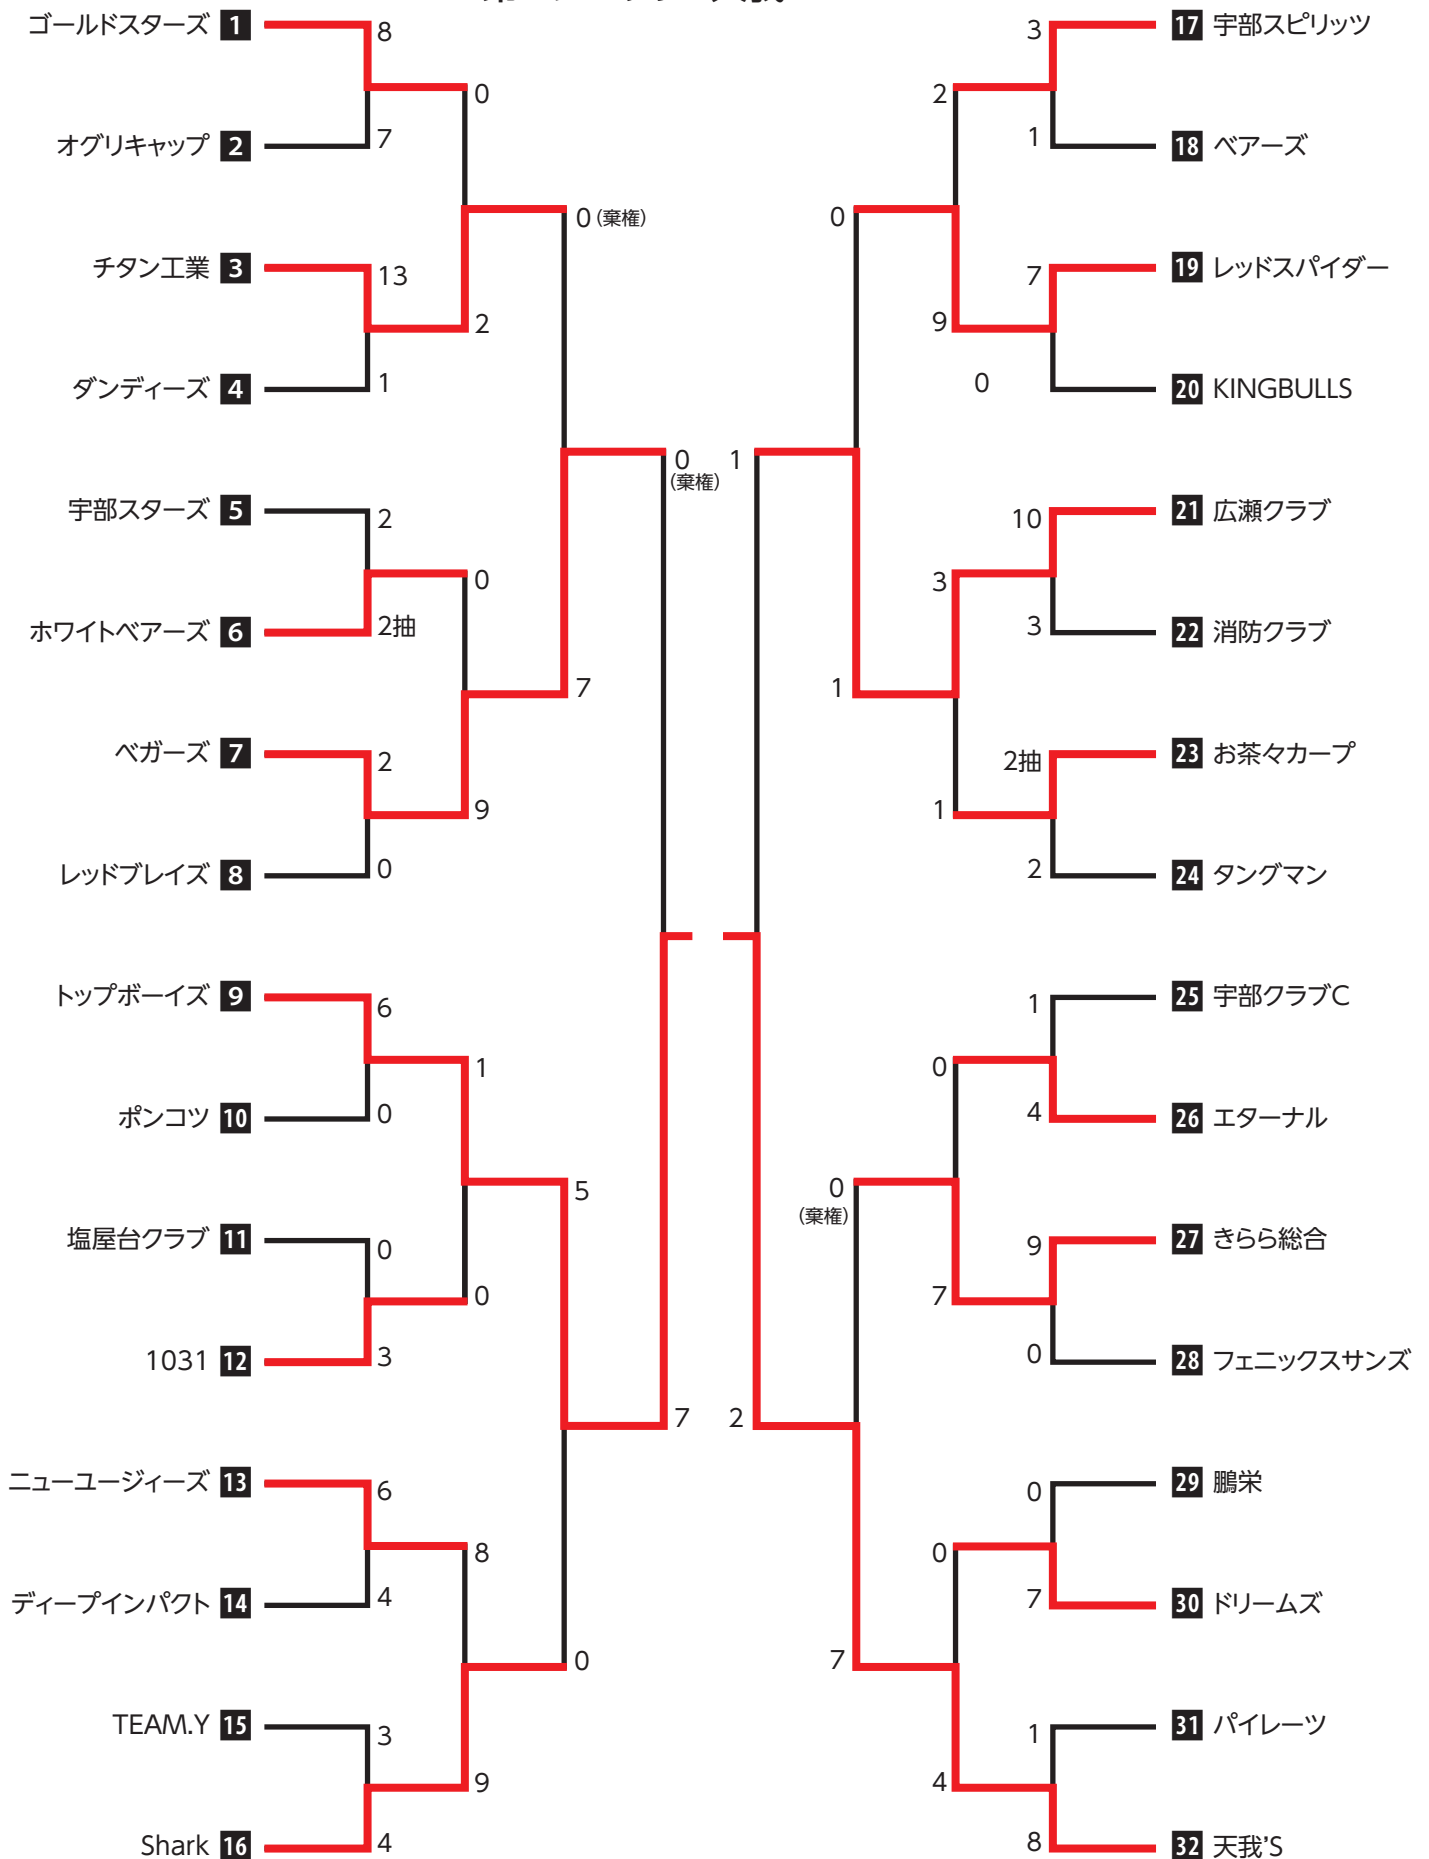 ゴールドスターズ 1
8
0
オグリキャップ 2
7
0 (棄権)
チタン工業 3
13
2
ダンディーズ 4
1
0
(棄権)
宇部スターズ 5
2
0
ホワイトベアーズ 6
2抽
7
ベガーズ 7
2
9
レッドブレイズ 8
0
トップボーイズ 9
6
1
ポンコツ 10
0
5
塩屋台クラブ 11
0
0
1031 12
3
7
ニューユージィーズ 13
6
8
ディープインパクト 14
4
0
TEAM.Y 15
3
9
Shark 16
4
3
17 宇部スピリッツ
2
1
18 ベアーズ
0
7
19 レッドスパイダー
9
0
20 KINGBULLS
1
10
21 広瀬クラブ
3
3
22 消防クラブ
1
2抽
23 お茶々カープ
1
2
24 タングマン
1
25 宇部クラブC
0
4
26 エターナル
0
(棄権)
9
27 きらら総合
7
0
28 フェニックスサンズ
2
0
29 鵬栄
0
7
30 ドリームズ
7
1
31 パイレーツ
4
8
32 天我'S